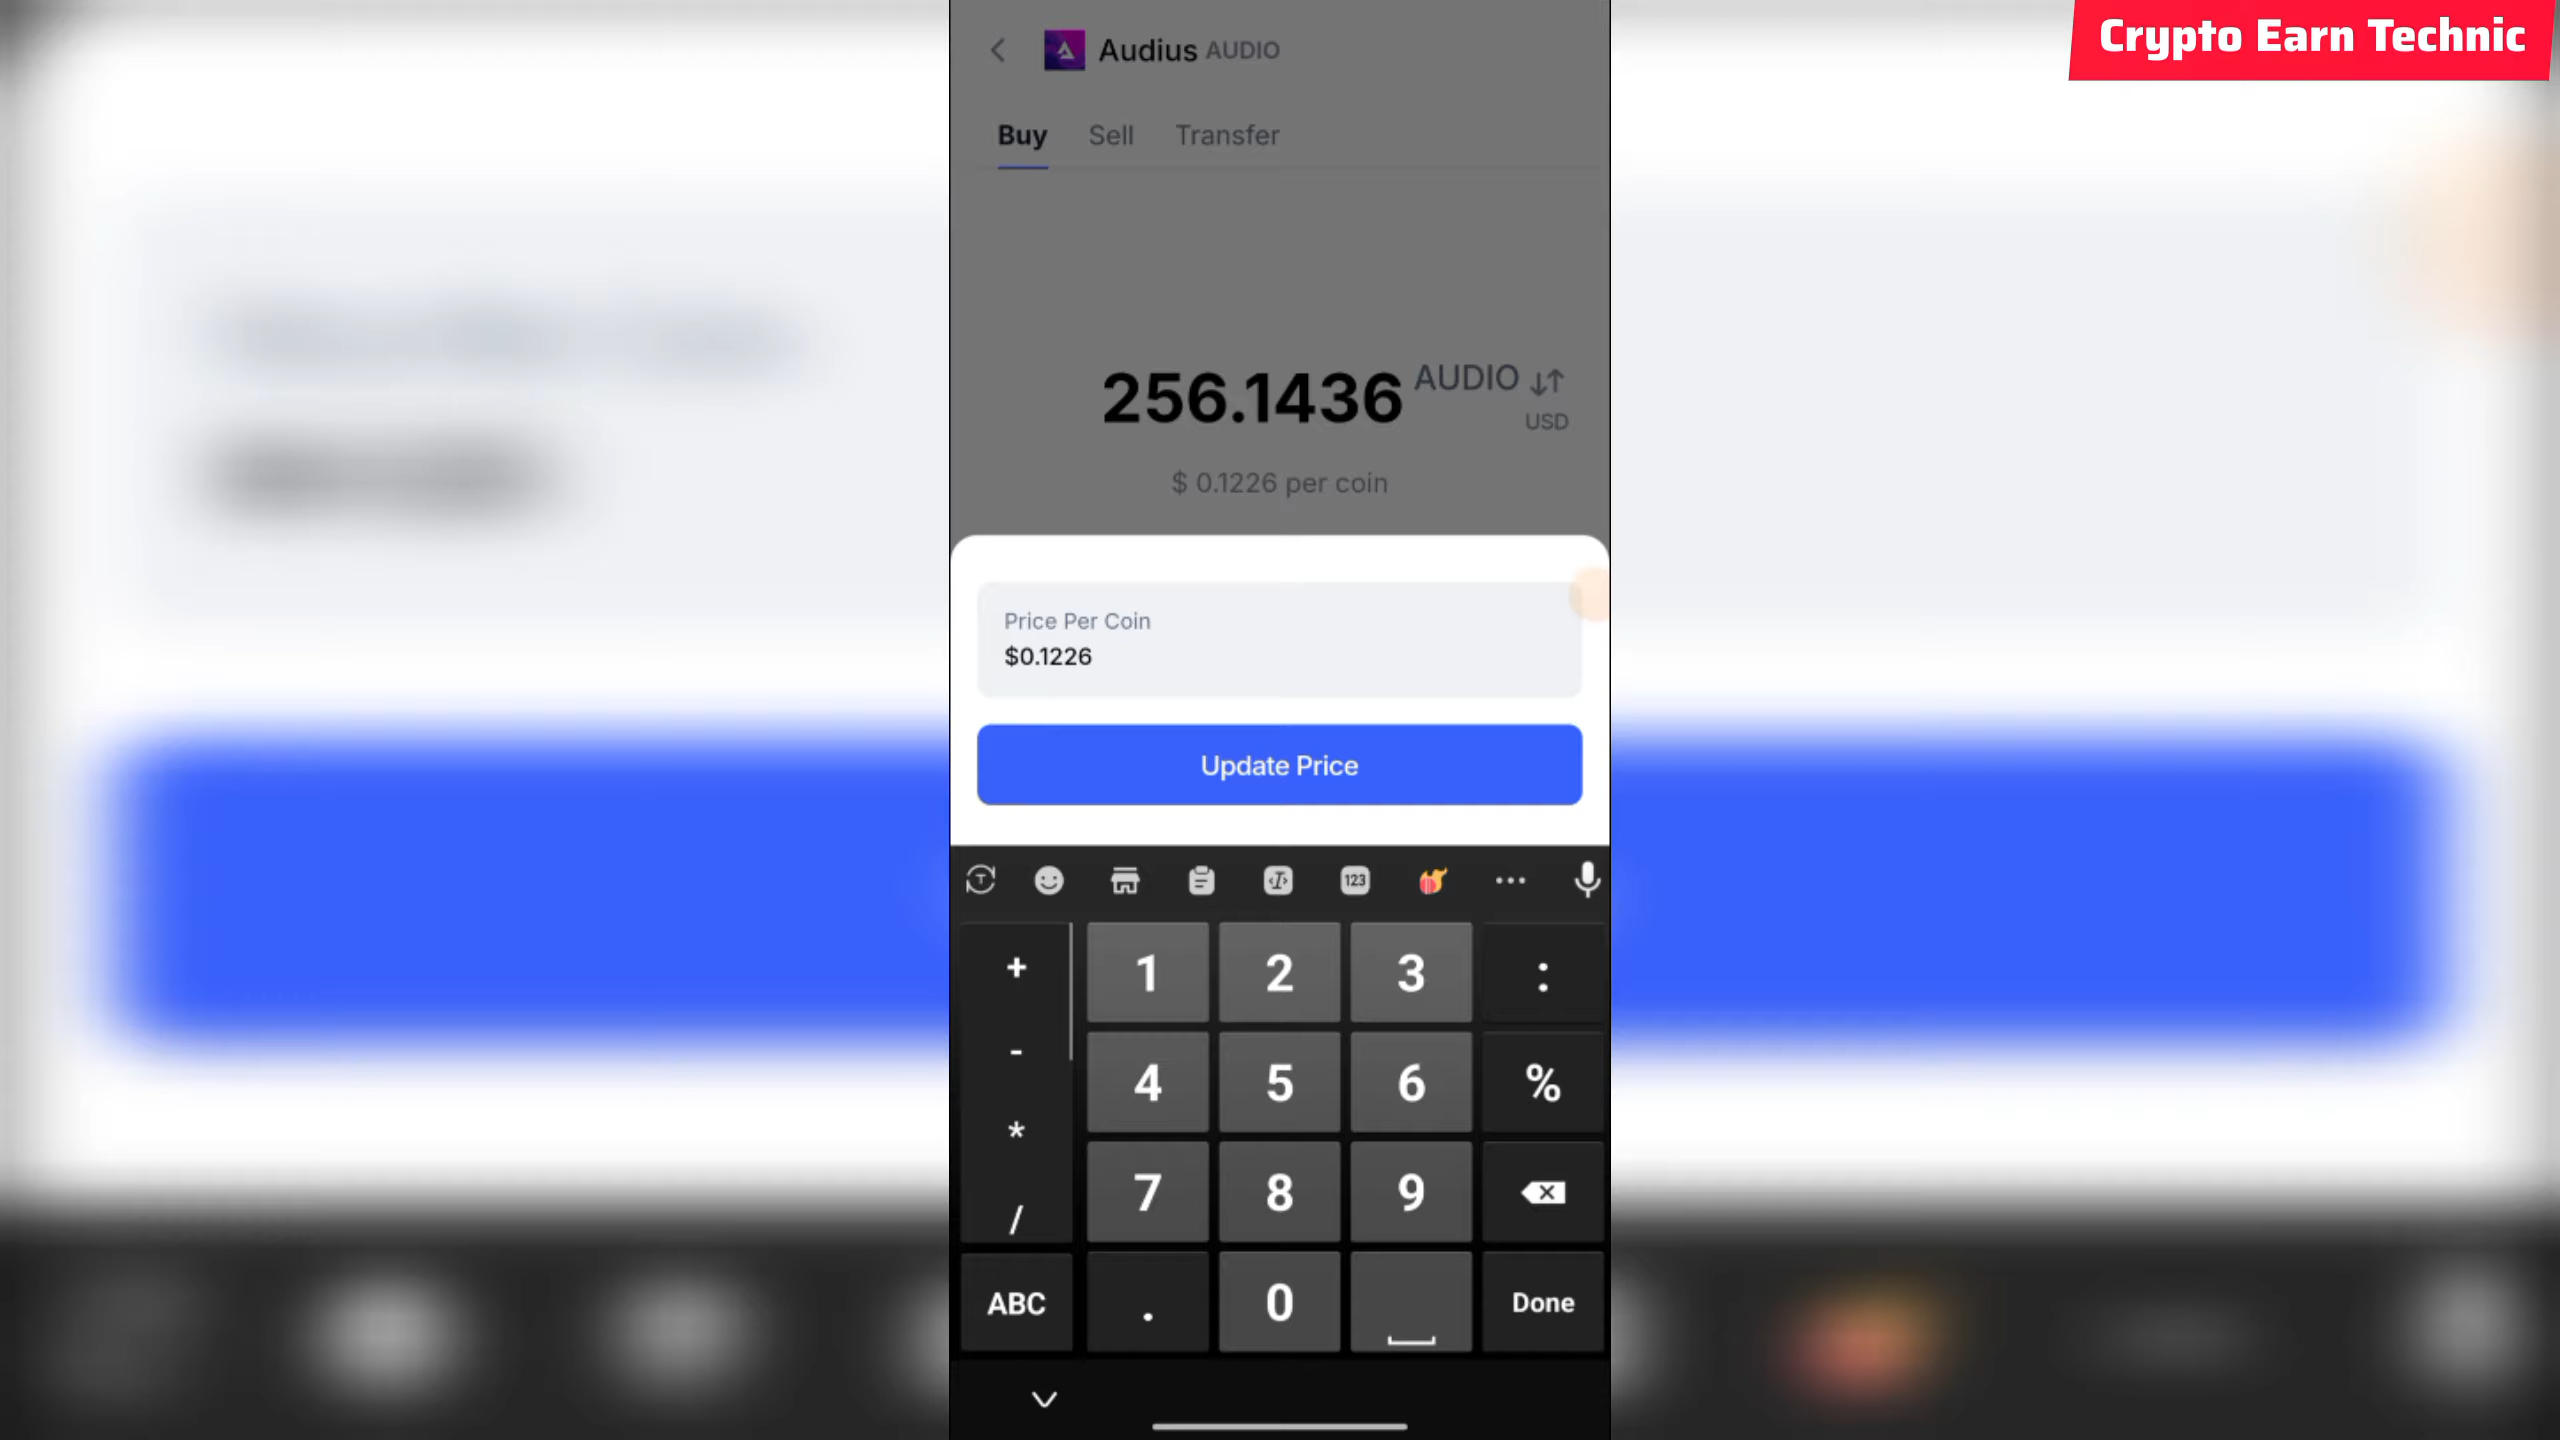 Crypto Earn Technic
Audius AUDIO
Buy Sell Transfer
256.1436 AUDIO
USD
$ 0.1226 per coin
Price Per Coin
$0.1226
Update Price
T 123
+ 1 2 3 :
- 4 5 6 %
* 7 8 9
/
ABC . 0 Done